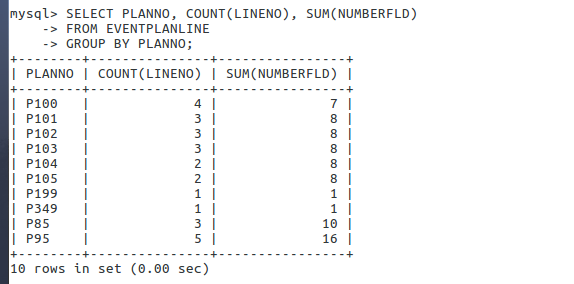 mysql> SELECT PLANNO, COUNT(LINENO), SUM(NUMBERFLD)
    -> FROM EVENTPLANLINE
    -> GROUP BY PLANNO;
+--------+---------------+----------------+
| PLANNO | COUNT(LINENO) | SUM(NUMBERFLD) |
+--------+---------------+----------------+
| P100   |             4 |              7 |
| P101   |             3 |              8 |
| P102   |             3 |              8 |
| P103   |             3 |              8 |
| P104   |             2 |              8 |
| P105   |             2 |              8 |
| P199   |             1 |              1 |
| P349   |             1 |              1 |
| P85    |             3 |             10 |
| P95    |             5 |             16 |
+--------+---------------+----------------+
10 rows in set (0.00 sec)